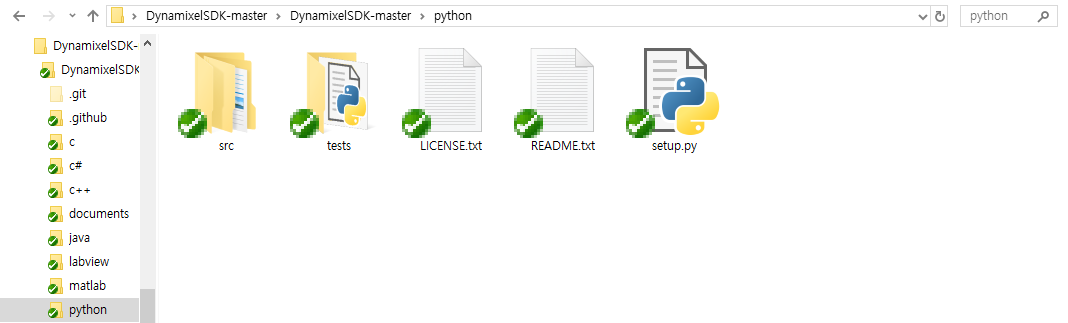 DynamixelSDK-master > DynamixelSDK-master > python
python
DynamixelSDK-
DynamixelSDK
.git
.github
c
c#
c++
documents
java
labview
matlab
python
src
tests
LICENSE.txt
README.txt
setup.py